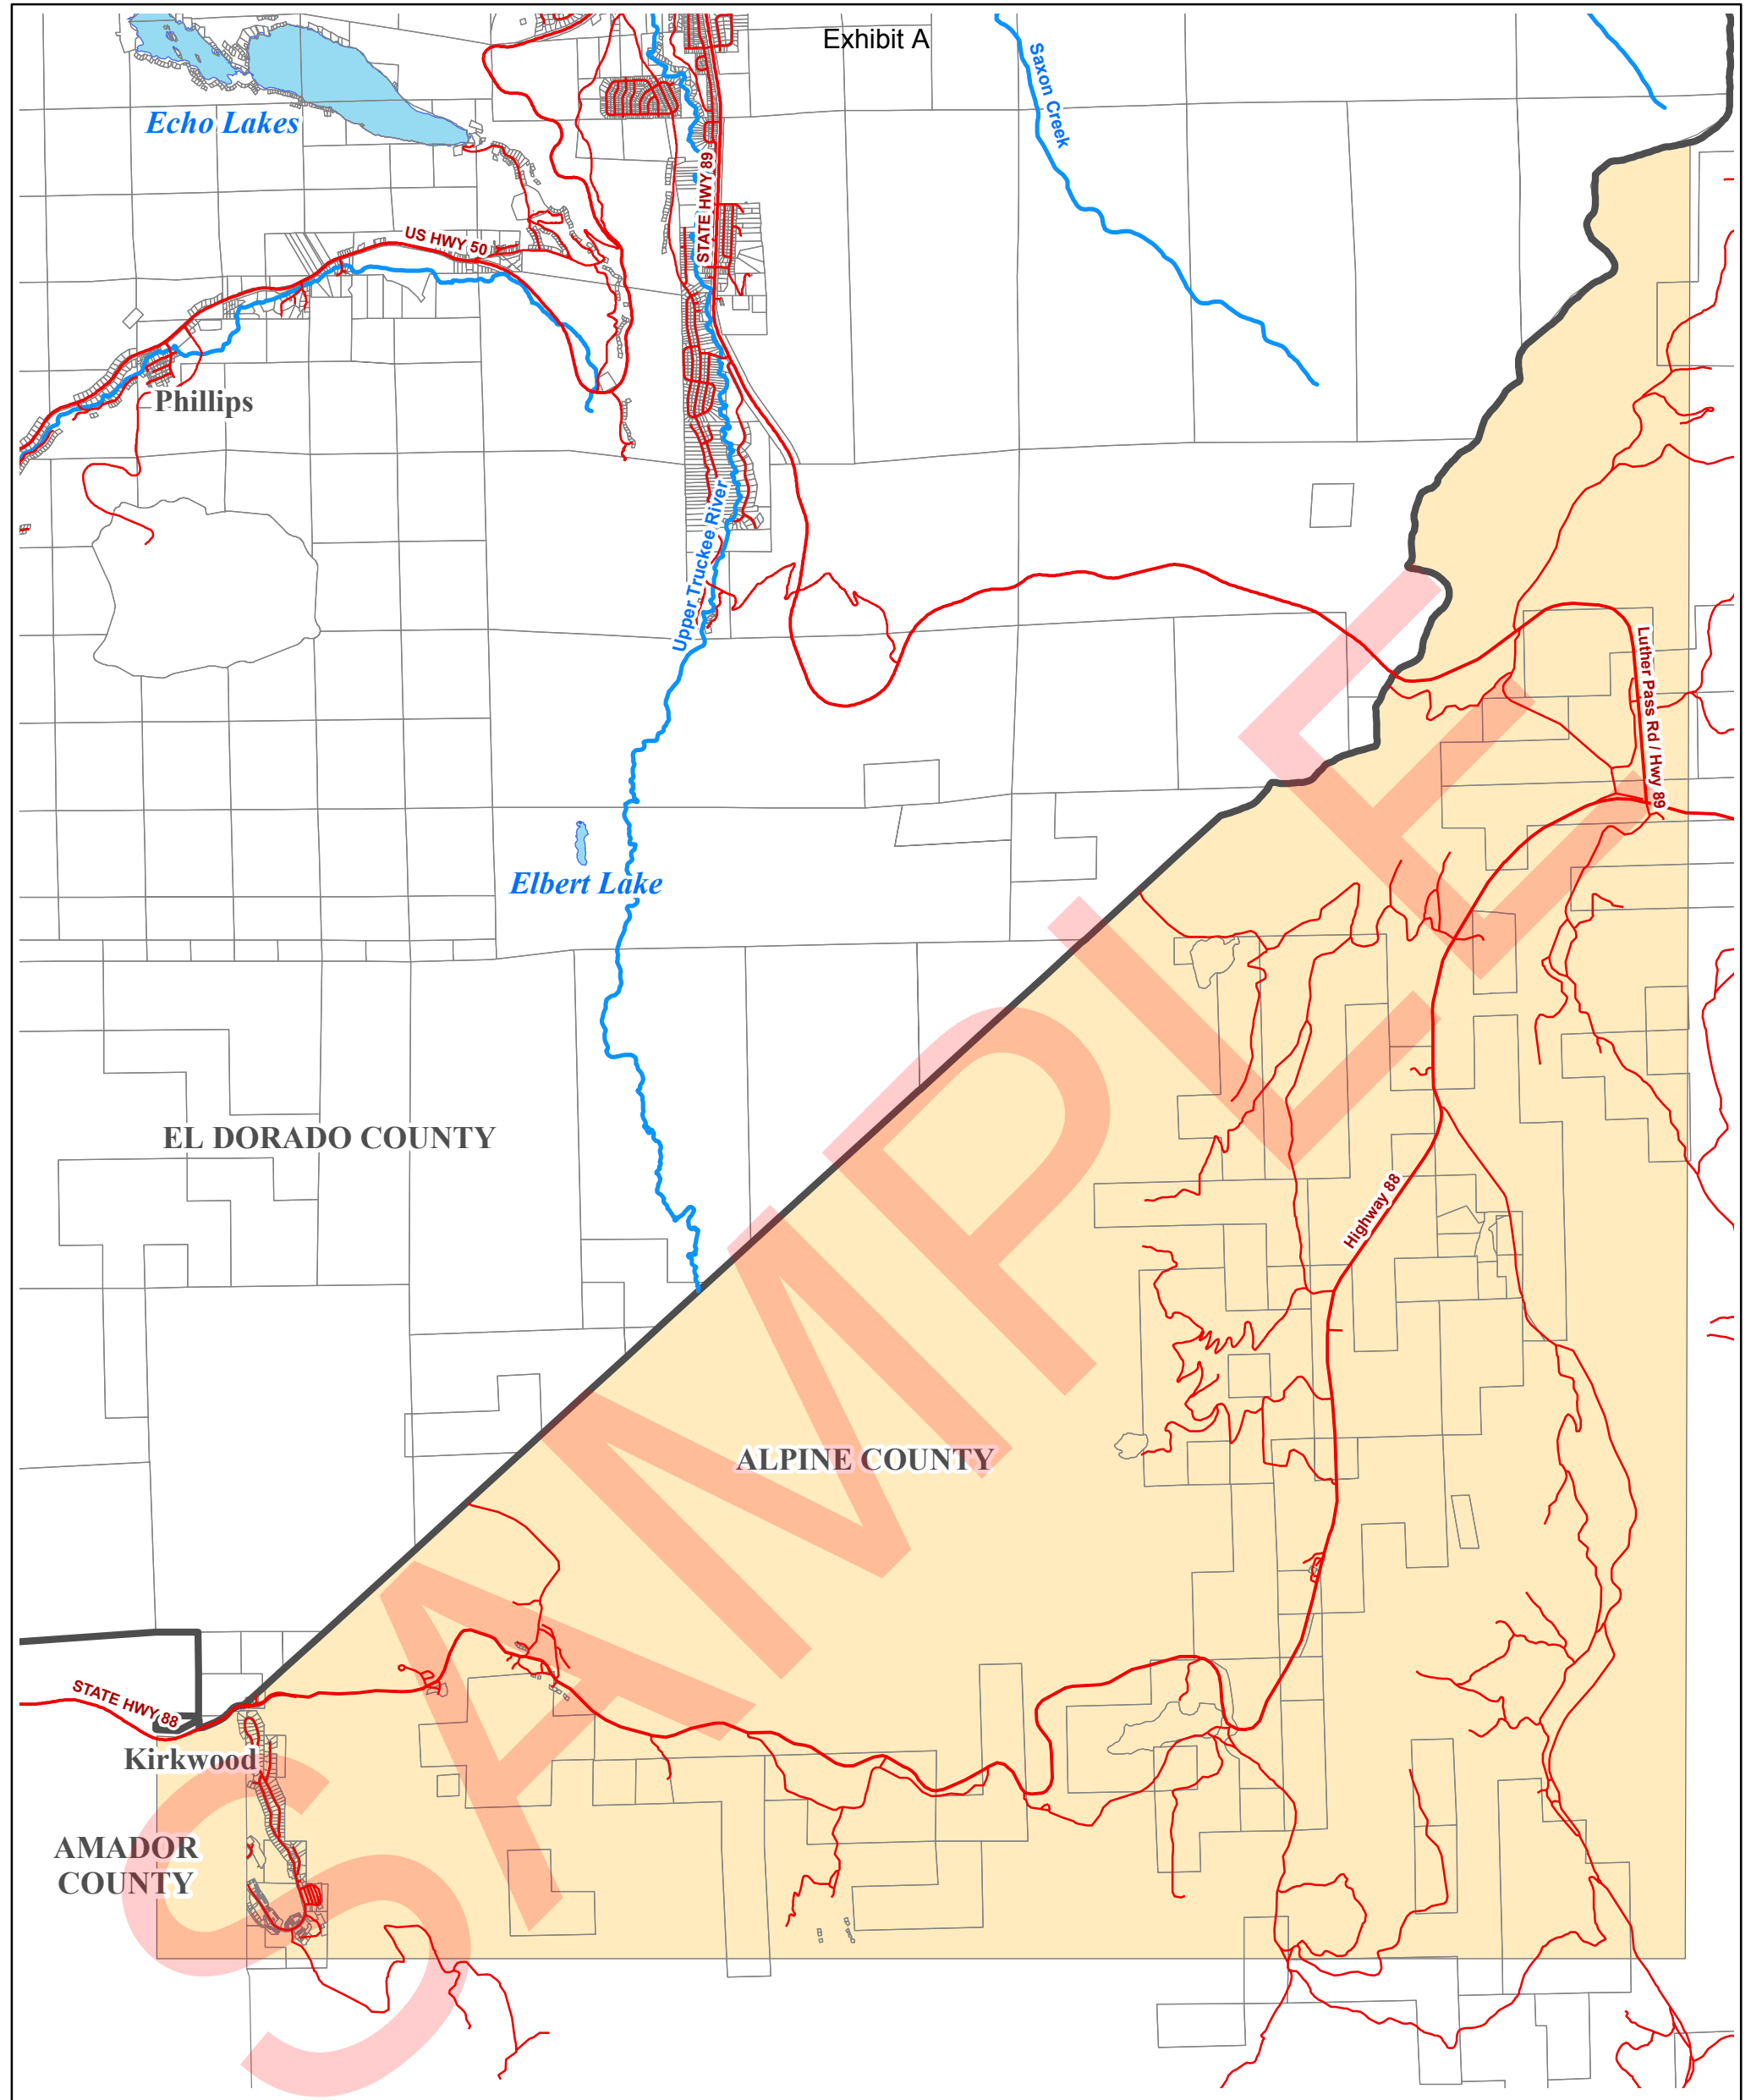 Exhibit A
Saxon Creek
Echo Lakes
STATE HWY 89
US HWY 50
Phillips
Upper Truckee River
Luther Pass Rd / Hwy 89
Elbert Lake
EL DORADO COUNTY
Highway 88
ALPINE COUNTY
STATE HWY 88
Kirkwood
AMADOR
COUNTY
SAMPLE